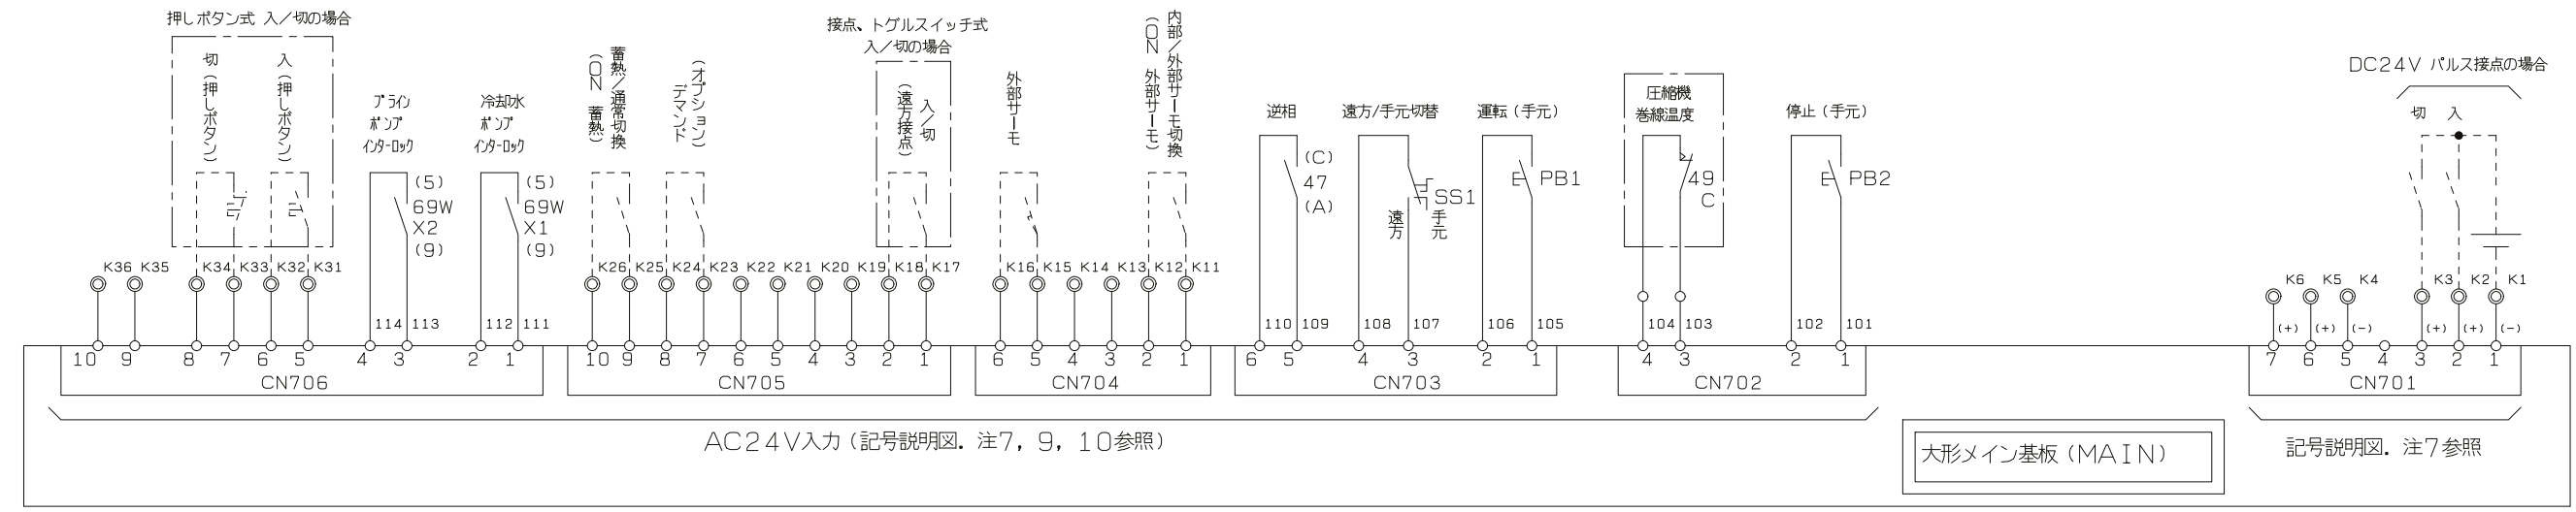 押しボタン式 入／切の場合
切（押しボタン）
入（押しボタン）
ブライン
ポンプ
インターロック
冷却水
ポンプ
インターロック
蓄熱／通常切換
（ON 蓄熱）
（オプション）
デマンド
接点、トグルスイッチ式
入／切の場合
入／切
（遠方接点）
外部サーモ
内部／外部サーモ切換
（ON 外部サーモ）
逆相
遠方/手元切替
運転（手元）
圧縮機
巻線温度
停止（手元）
DC24V パルス接点の場合
切 入
(5)
69W
X2
(9)
(5)
69W
X1
(9)
(C)
47
(A)
SS1
遠方
手元
PB1
49
C
PB2
K36 K35 K34 K33 K32 K31 K26 K25 K24 K23 K22 K21 K20 K19 K18 K17 K16 K15 K14 K13 K12 K11 K6 K5 K4 K3 K2 K1
114 113 112 111 110 109 108 107 106 105 104 103 102 101 (+) (+) (-) (+) (+) (-)
10 9 8 7 6 5 4 3 2 1
CN706
10 9 8 7 6 5 4 3 2 1
CN705
6 5 4 3 2 1
CN704
6 5 4 3 2 1
CN703
4 3 2 1
CN702
7 6 5 4 3 2 1
CN701
AC24V入力（記号説明図．注7，9，10参照）
大形メイン基板（MAIN）
記号説明図．注7参照